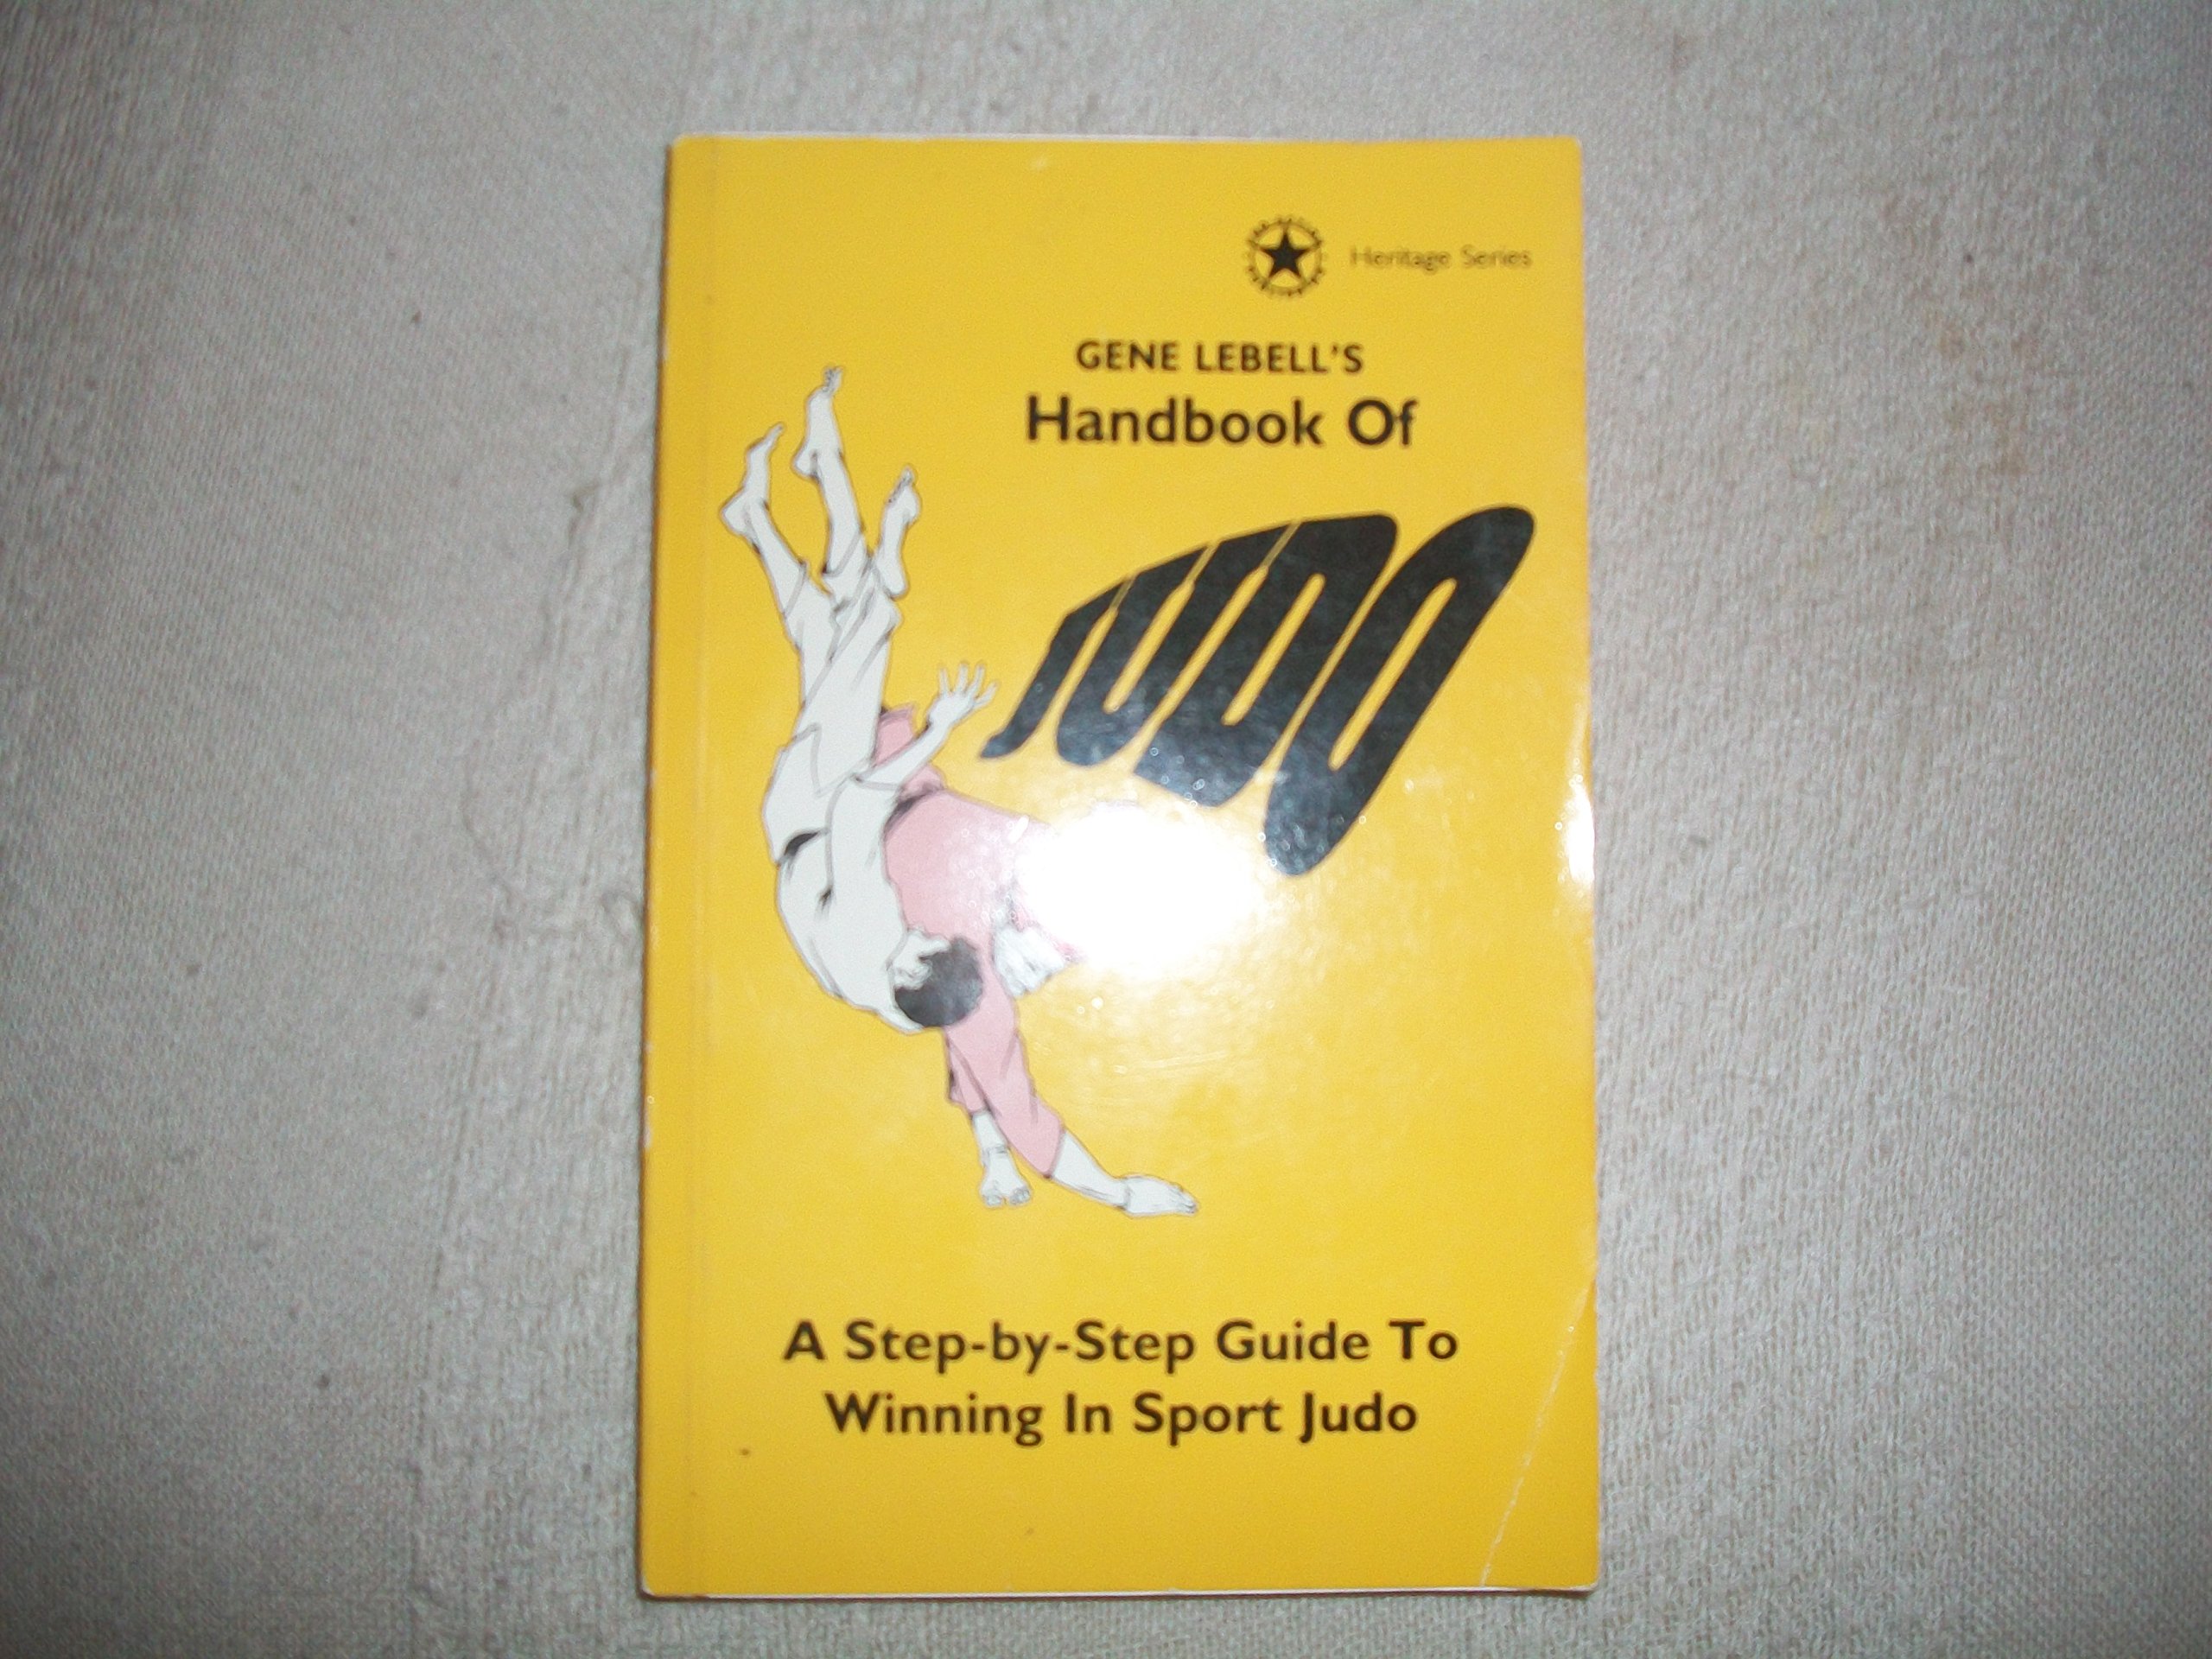 Heritage Series
GENE LEBELL'S
Handbook Of
JUDO
A Step-by-Step Guide To
Winning In Sport Judo